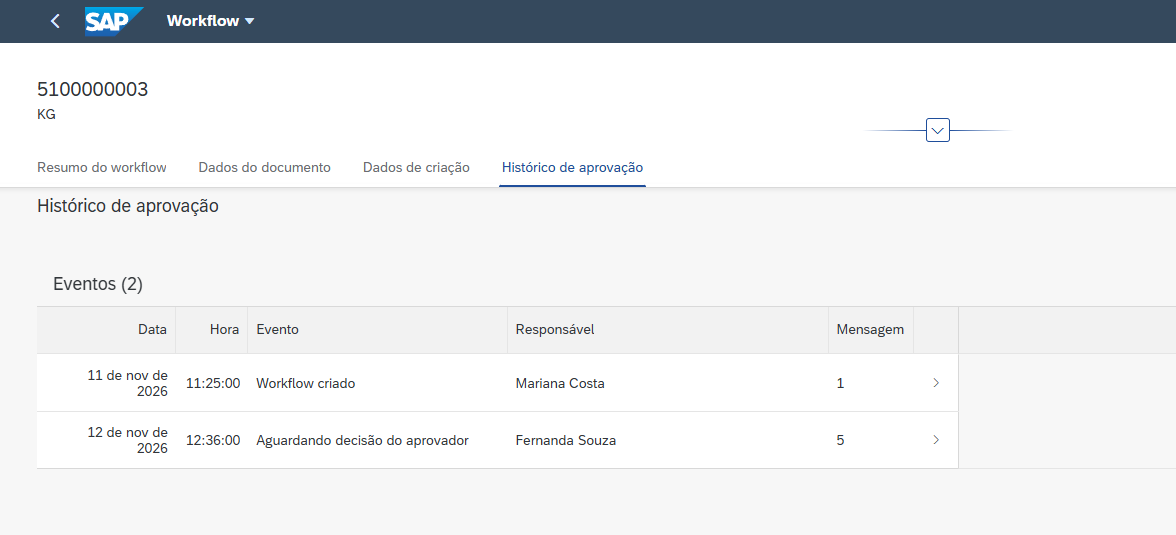 SAP Workflow
5100000003
KG
Resumo do workflow Dados do documento Dados de criação Histórico de aprovação
Histórico de aprovação
Eventos (2)
Data Hora Evento Responsável Mensagem
11 de nov de
2026 11:25:00 Workflow criado Mariana Costa 1
12 de nov de
2026 12:36:00 Aguardando decisão do aprovador Fernanda Souza 5